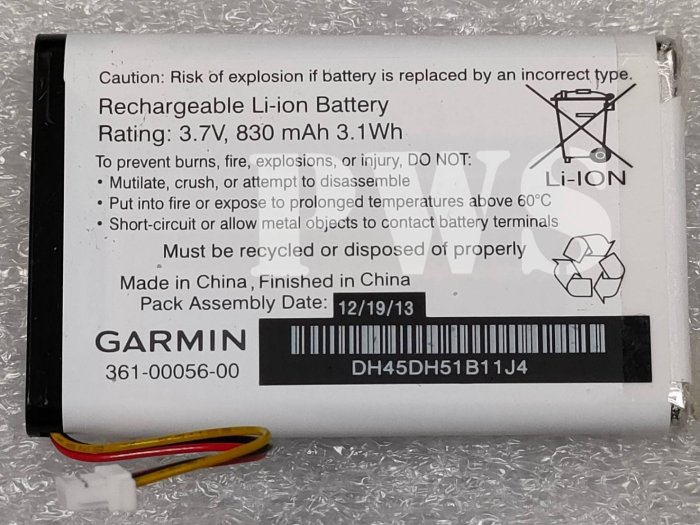 Caution: Risk of explosion if battery is replaced by an incorrect type.
Rechargeable Li-ion Battery
Rating: 3.7V, 830 mAh 3.1Wh
To prevent burns, fire, explosions, or injury, DO NOT:
• Mutilate, crush, or attempt to disassemble
• Put into fire or expose to prolonged temperatures above 60°C
• Short-circuit or allow metal objects to contact battery terminals
Li-ION
Must be recycled or disposed of properly
Made in China, Finished in China
Pack Assembly Date: 12/19/13
GARMIN
361-00056-00
DH45DH51B11J4
PWS